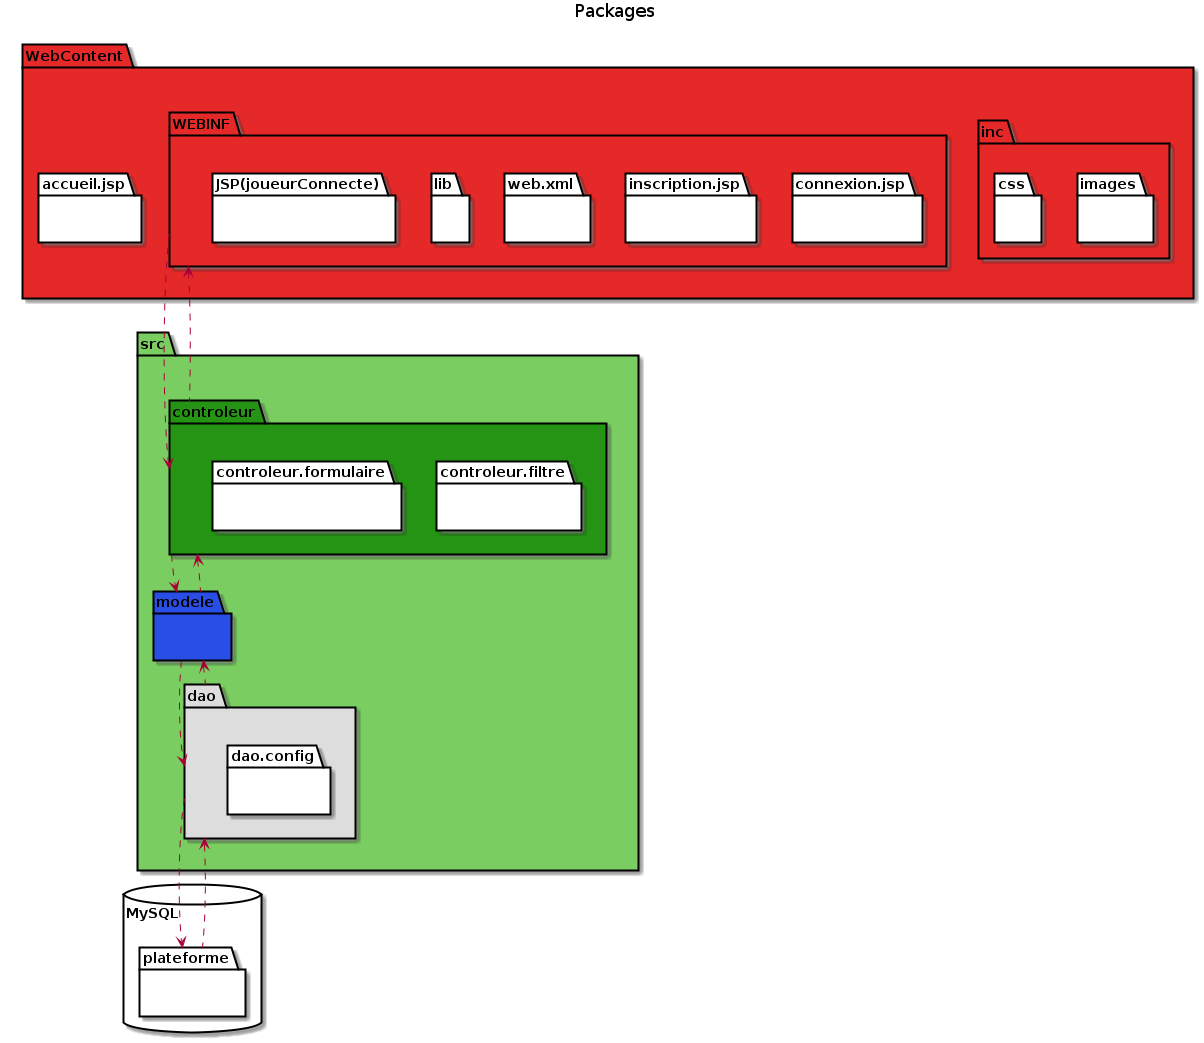 Packages
WebContent
WEBINF
inc
accueil.jsp
JSP(joueurConnecte)
lib
web.xml
inscription.jsp
connexion.jsp
css
images
src
controleur
controleur.formulaire
controleur.filtre
modele
dao
dao.config
MySQL
plateforme